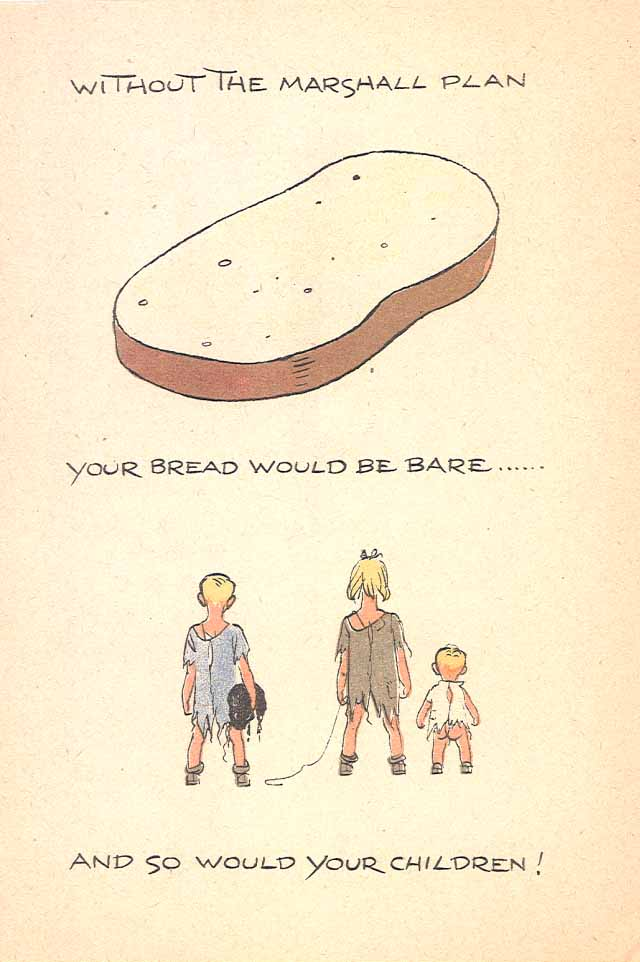 WITHOUT THE MARSHALL PLAN
YOUR BREAD WOULD BE BARE......
AND SO WOULD YOUR CHILDREN!